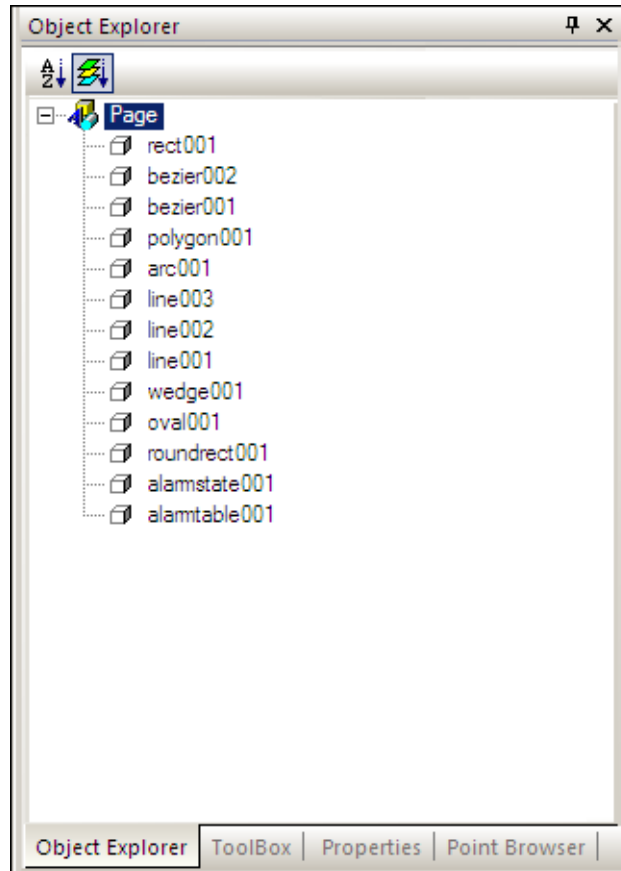 Object Explorer
A Z
Page
rect001
bezier002
bezier001
polygon001
arc001
line003
line002
line001
wedge001
oval001
roundrect001
alarmstate001
alarmtable001
Object Explorer ToolBox Properties Point Browser